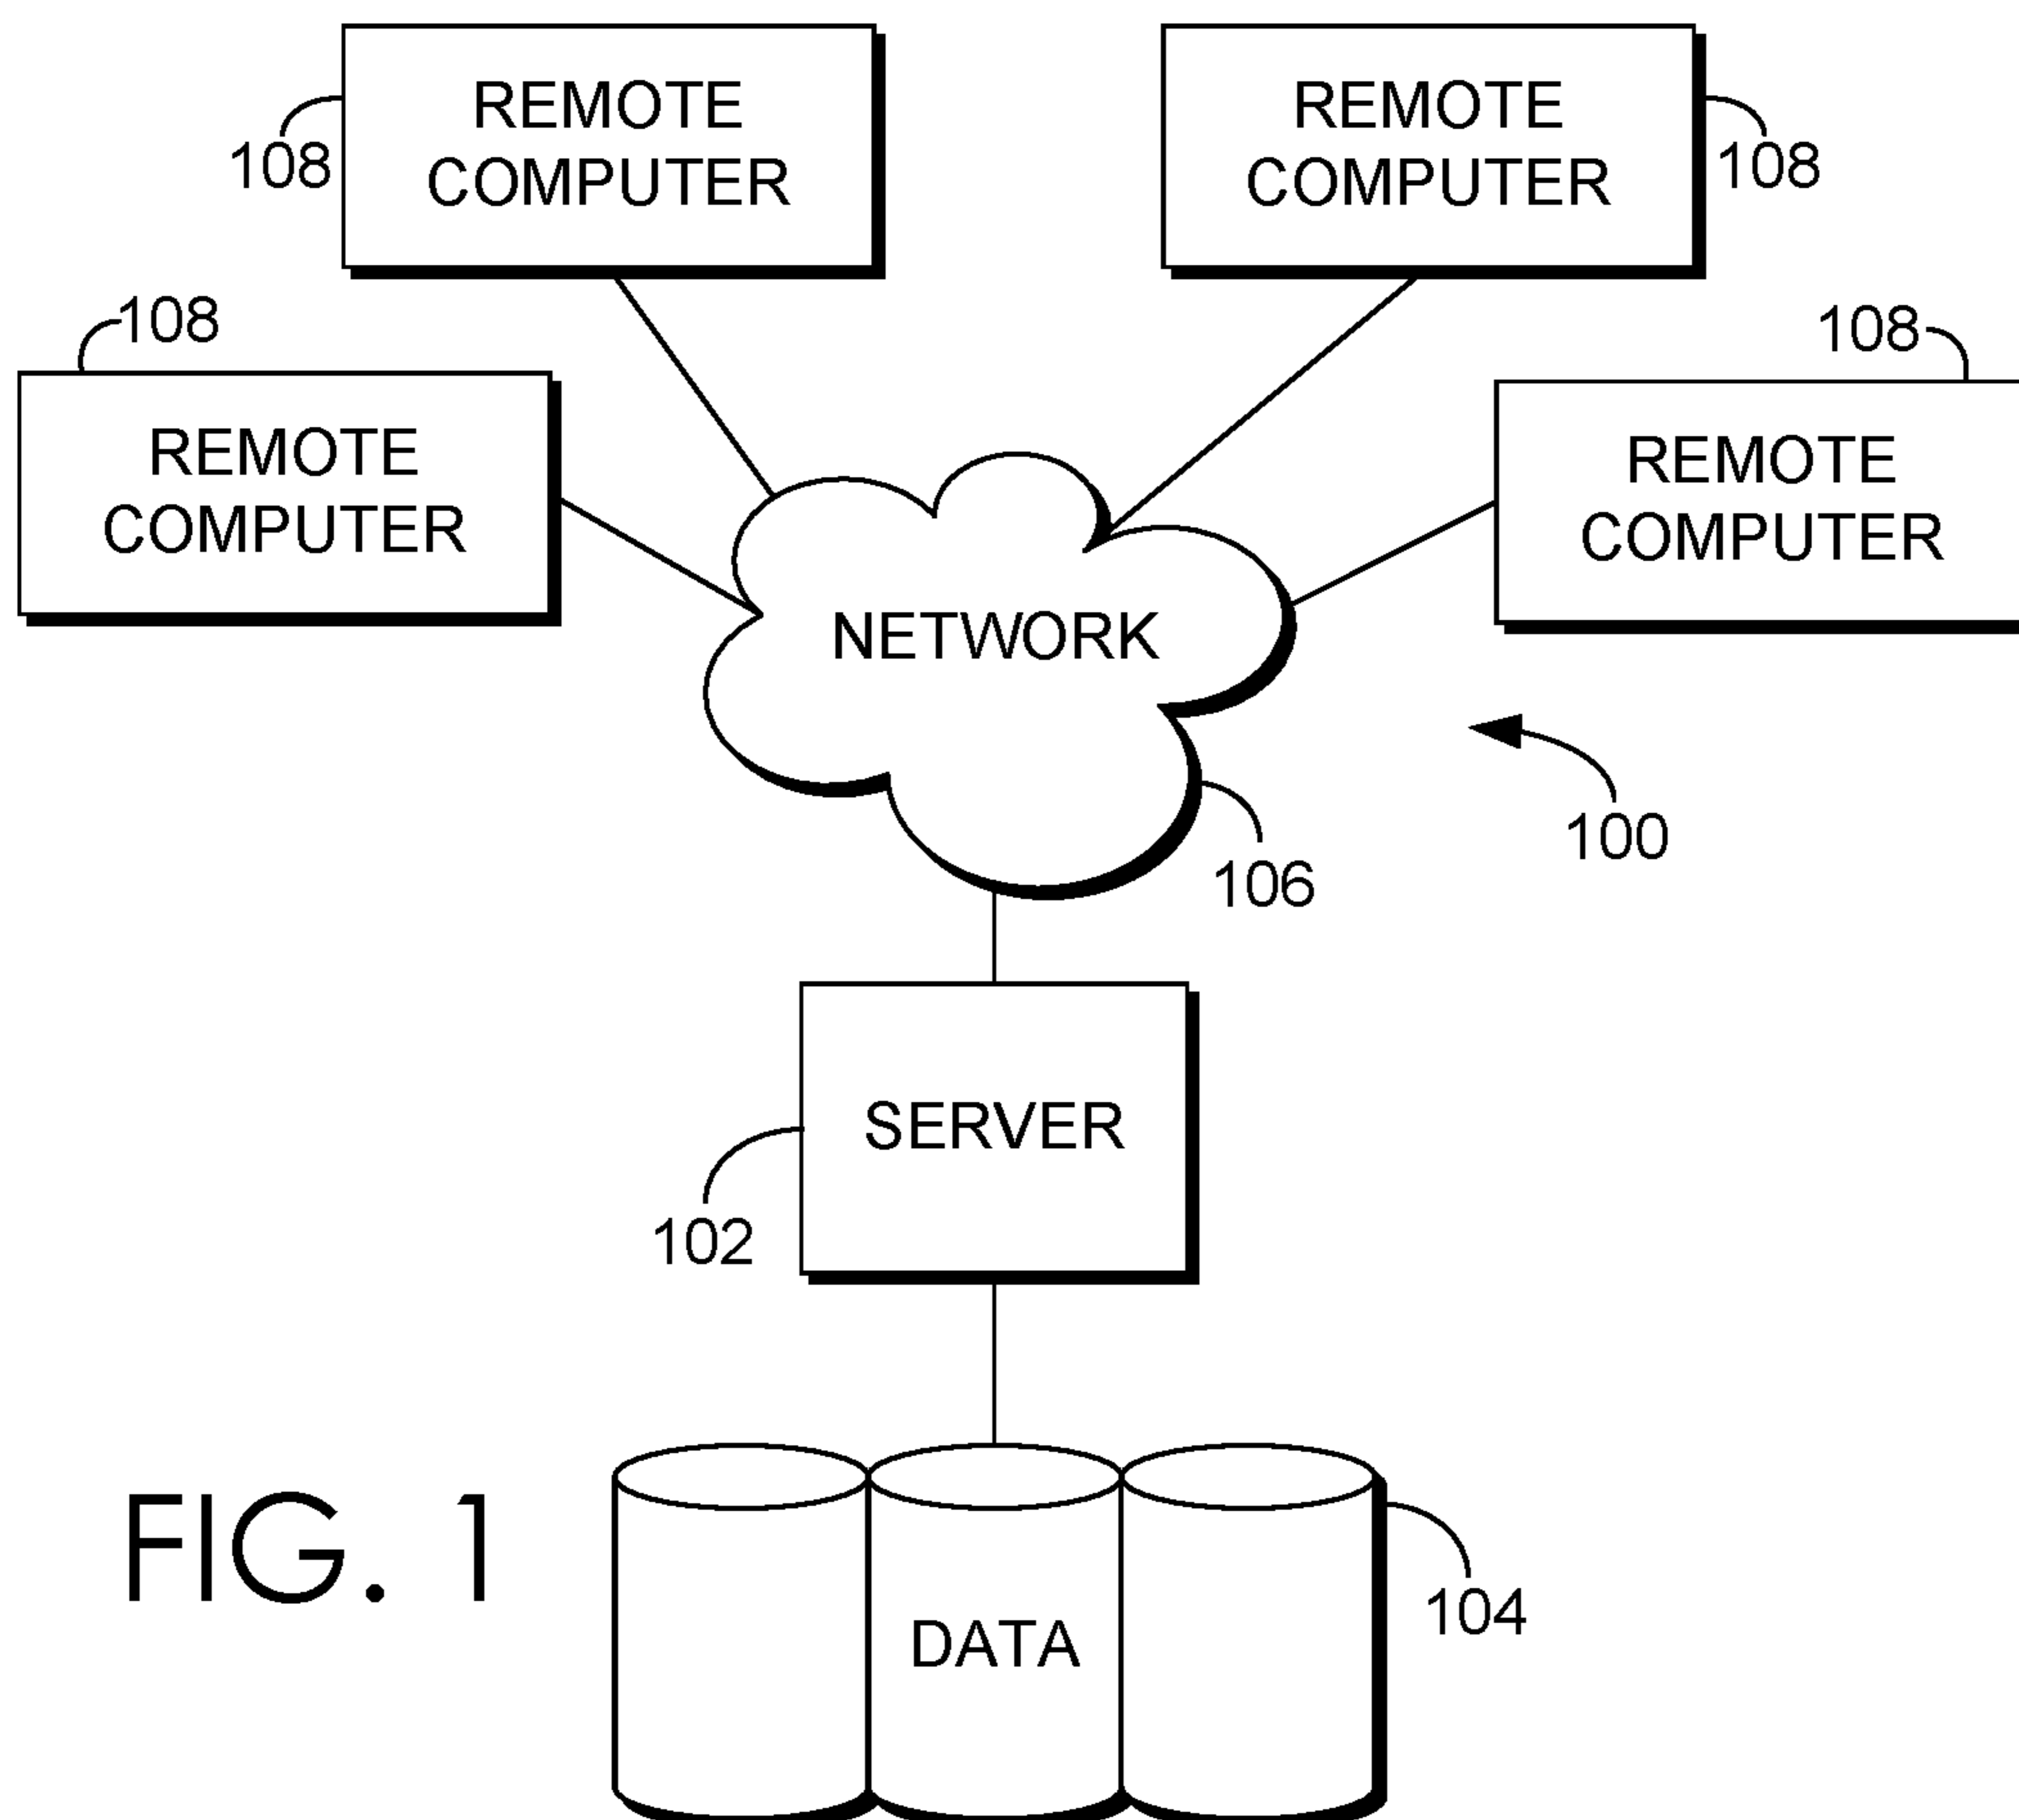 REMOTE
COMPUTER
108
REMOTE
COMPUTER
108
108
REMOTE
COMPUTER
108
REMOTE
COMPUTER
NETWORK
100
106
SERVER
102
FIG. 1
DATA
104